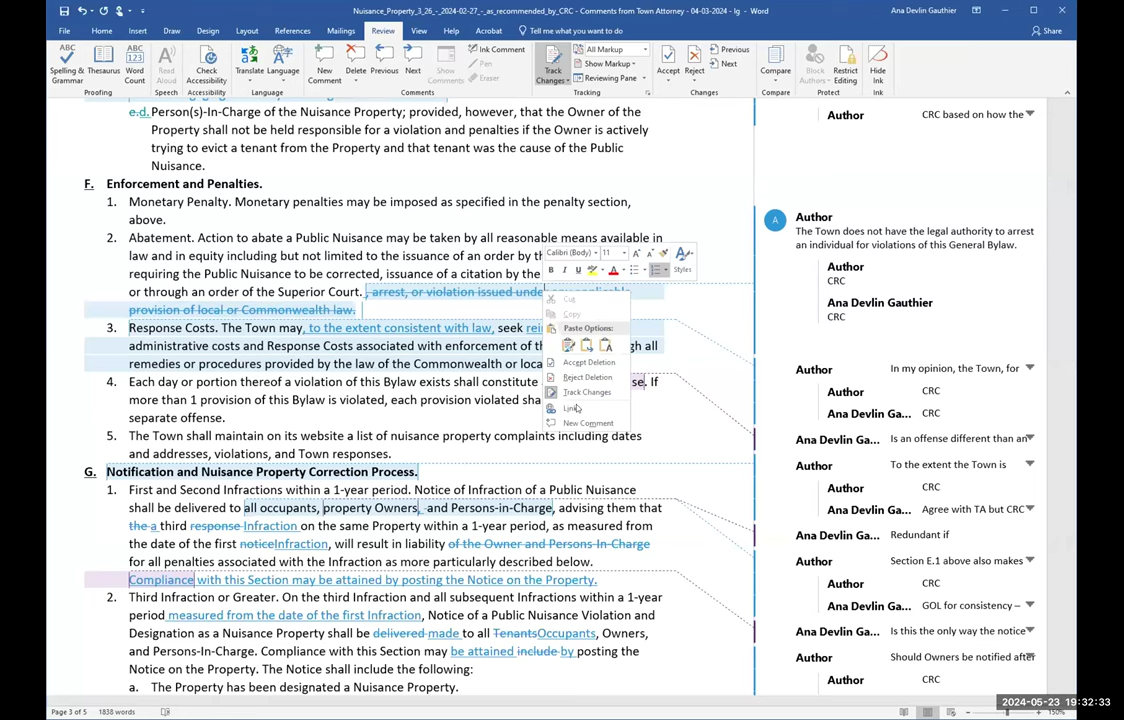 Nuisance_Property_3_26_-_2024-02-27_-_as_recommended_by_CRC - Comments from Town Attorney - 04-03-2024 - lg - Word
Ana Devlin Gauthier
File Home Insert Draw Design Layout References Mailings Review View Help Acrobat Tell me what you want to do
Share
Spelling & Grammar
Thesaurus
Word Count
Read Aloud
Check Accessibility
Translate
Language
New Comment
Delete
Previous
Next
Show Comments
Ink Comment
Pen
Eraser
Track Changes
All Markup
Show Markup
Reviewing Pane
Accept
Reject
Previous
Next
Compare
Block Authors
Restrict Editing
Hide Ink
Proofing Speech Accessibility Language Comments Tracking Changes Compare Protect Ink
e.d. Person(s)-In-Charge of the Nuisance Property; provided, however, that the Owner of the
Property shall not be held responsible for a violation and penalties if the Owner is actively
trying to evict a tenant from the Property and that tenant was the cause of the Public
Nuisance.
F. Enforcement and Penalties.
1. Monetary Penalty. Monetary penalties may be imposed as specified in the penalty section,
above.
2. Abatement. Action to abate a Public Nuisance may be taken by all reasonable means available in
law and in equity including but not limited to the issuance of an order by th
requiring the Public Nuisance to be corrected, issuance of a citation by the
or through an order of the Superior Court. , arrest, or violation issued unde
provision of local or Commonwealth law.
3. Response Costs. The Town may, to the extent consistent with law, seek rei
administrative costs and Response Costs associated with enforcement of th gh all
remedies or procedures provided by the law of the Commonwealth or loca
4. Each day or portion thereof a violation of this Bylaw exists shall constitute se. If
more than 1 provision of this Bylaw is violated, each provision violated sha
separate offense.
5. The Town shall maintain on its website a list of nuisance property complaints including dates
and addresses, violations, and Town responses.
G. Notification and Nuisance Property Correction Process.
1. First and Second Infractions within a 1-year period. Notice of Infraction of a Public Nuisance
shall be delivered to all occupants, property Owners, and Persons-in-Charge, advising them that
the a third response Infraction on the same Property within a 1-year period, as measured from
the date of the first noticeInfraction, will result in liability of the Owner and Persons-In-Charge
for all penalties associated with the Infraction as more particularly described below.
Compliance with this Section may be attained by posting the Notice on the Property.
2. Third Infraction or Greater. On the third Infraction and all subsequent Infractions within a 1-year
period measured from the date of the first Infraction, Notice of a Public Nuisance Violation and
Designation as a Nuisance Property shall be delivered made to all TenantsOccupants, Owners,
and Persons-In-Charge. Compliance with this Section may be attained include by posting the
Notice on the Property. The Notice shall include the following:
a. The Property has been designated a Nuisance Property.
Calibri (Body) 11
B I U A Styles
Cut
Copy
Paste Options:
Accept Deletion
Reject Deletion
Track Changes
Link
New Comment
Author CRC based on how the
A
Author
The Town does not have the legal authority to arrest
an individual for violations of this General Bylaw.
Author
CRC
Ana Devlin Gauthier
CRC
Author In my opinion, the Town, for
Author CRC
Ana Devlin Ga... CRC
Ana Devlin Ga... Is an offense different than an
Author To the extent the Town is
Author CRC
Ana Devlin Ga... Agree with TA but CRC
Ana Devlin Ga... Redundant if
Author Section E.1 above also makes
Author CRC
Ana Devlin Ga... GOL for consistency –
Ana Devlin Ga... Is this the only way the notice
Author Should Owners be notified after
Author CRC
2024-05-23 19:32:33
Page 3 of 5 1838 words
150%